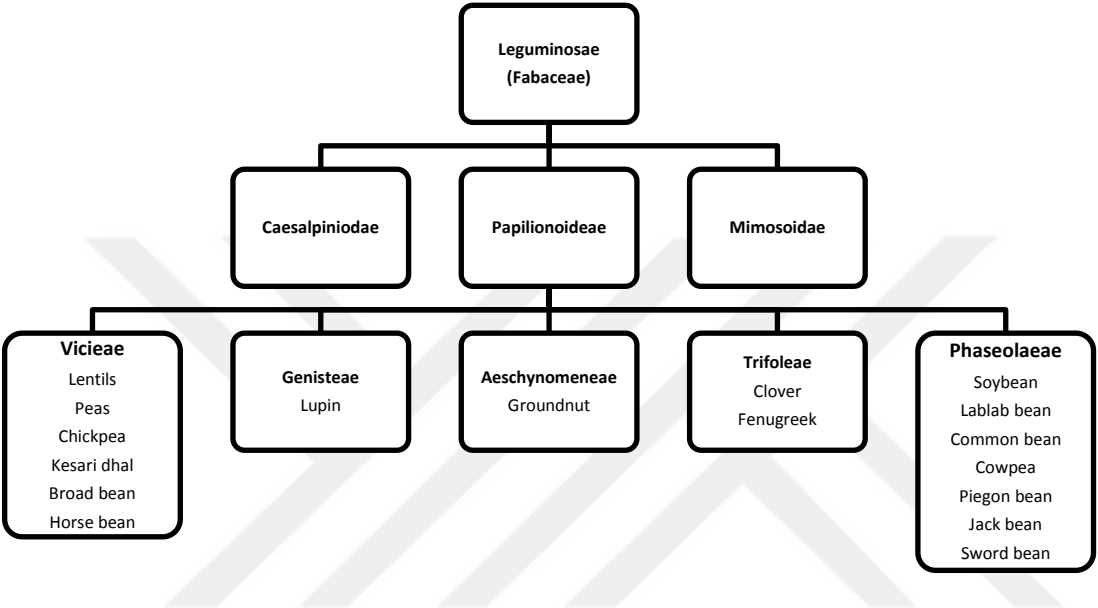 Leguminosae
(Fabaceae)
Caesalpiniodae
Papilionoideae
Mimosoidae
Vicieae
Lentils
Peas
Chickpea
Kesari dhal
Broad bean
Horse bean
Genisteae
Lupin
Aeschynomeneae
Groundnut
Trifoleae
Clover
Fenugreek
Phaseolaeae
Soybean
Lablab bean
Common bean
Cowpea
Piegon bean
Jack bean
Sword bean